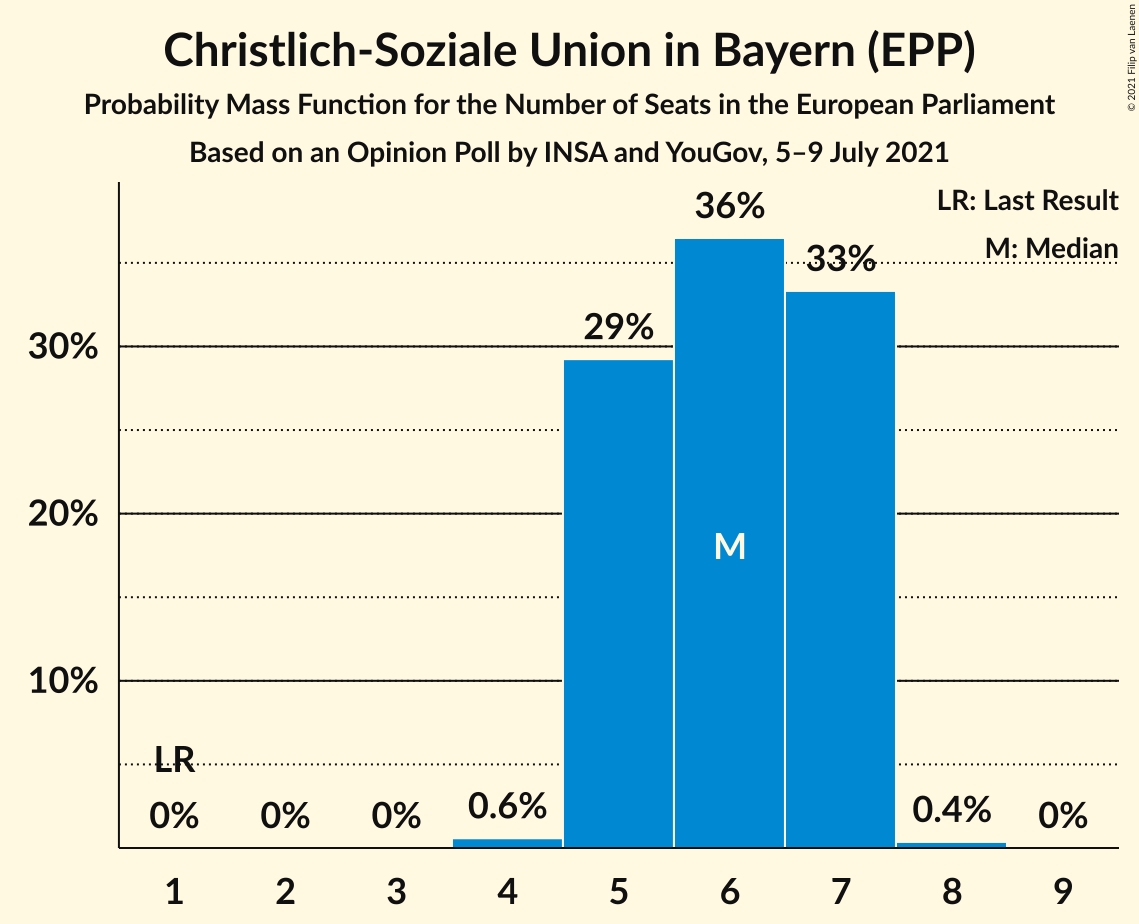 Christlich-Soziale Union in Bayern (EPP)
Probability Mass Function for the Number of Seats in the European Parliament
Based on an Opinion Poll by INSA and YouGov, 5–9 July 2021
© 2021 Filip van Laenen
LR: Last Result
M: Median
36%
33%
29%
30%
20%
M
10%
LR
0%
0%
0%
0.6%
0.4%
0%
1 2 3 4 5 6 7 8 9